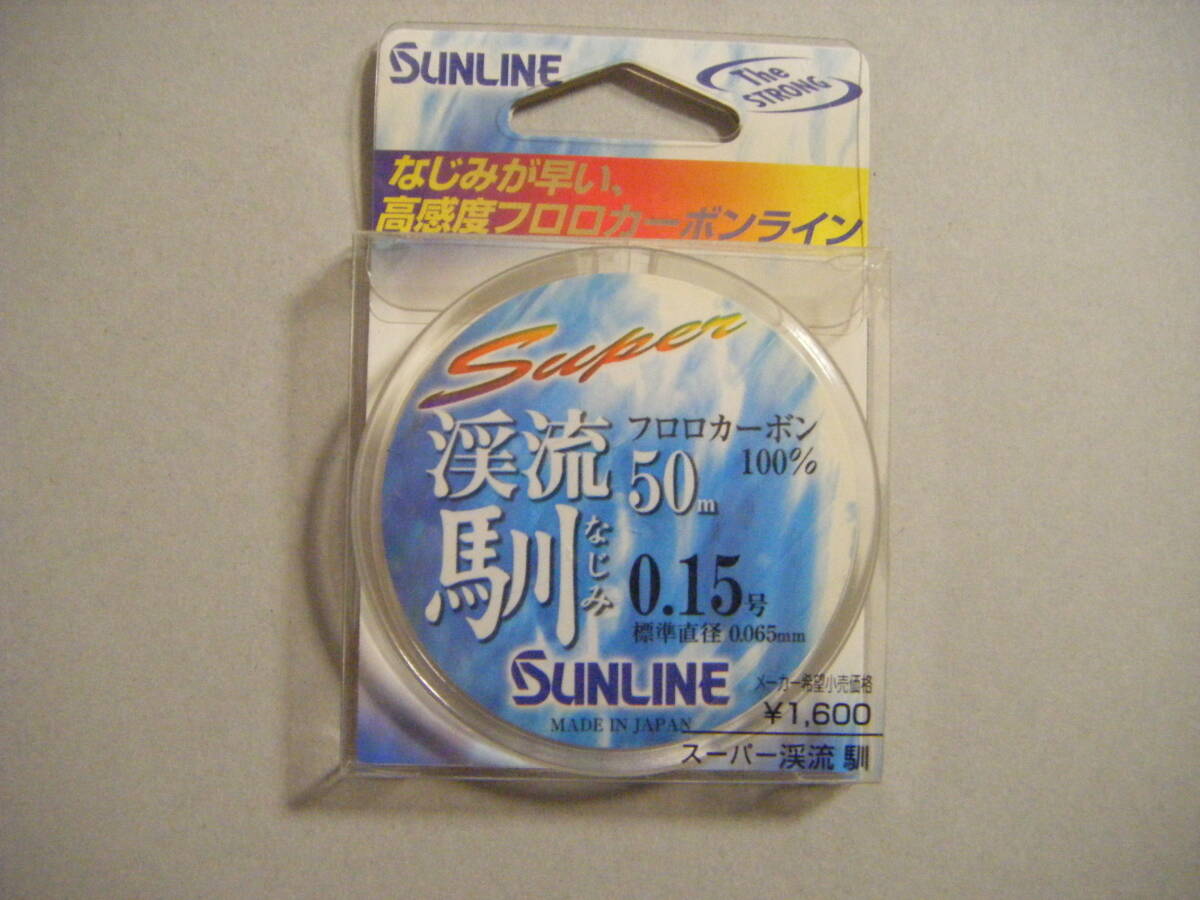 SUNLINE
The
STRONG
なじみが早い、
高感度フロロカーボンライン
Super
渓流
馴
なじみ
フロロカーボン
100%
50m
0.15号
標準直径 0.065mm
SUNLINE
MADE IN JAPAN
メーカー希望小売価格
¥1,600
スーパー渓流 馴